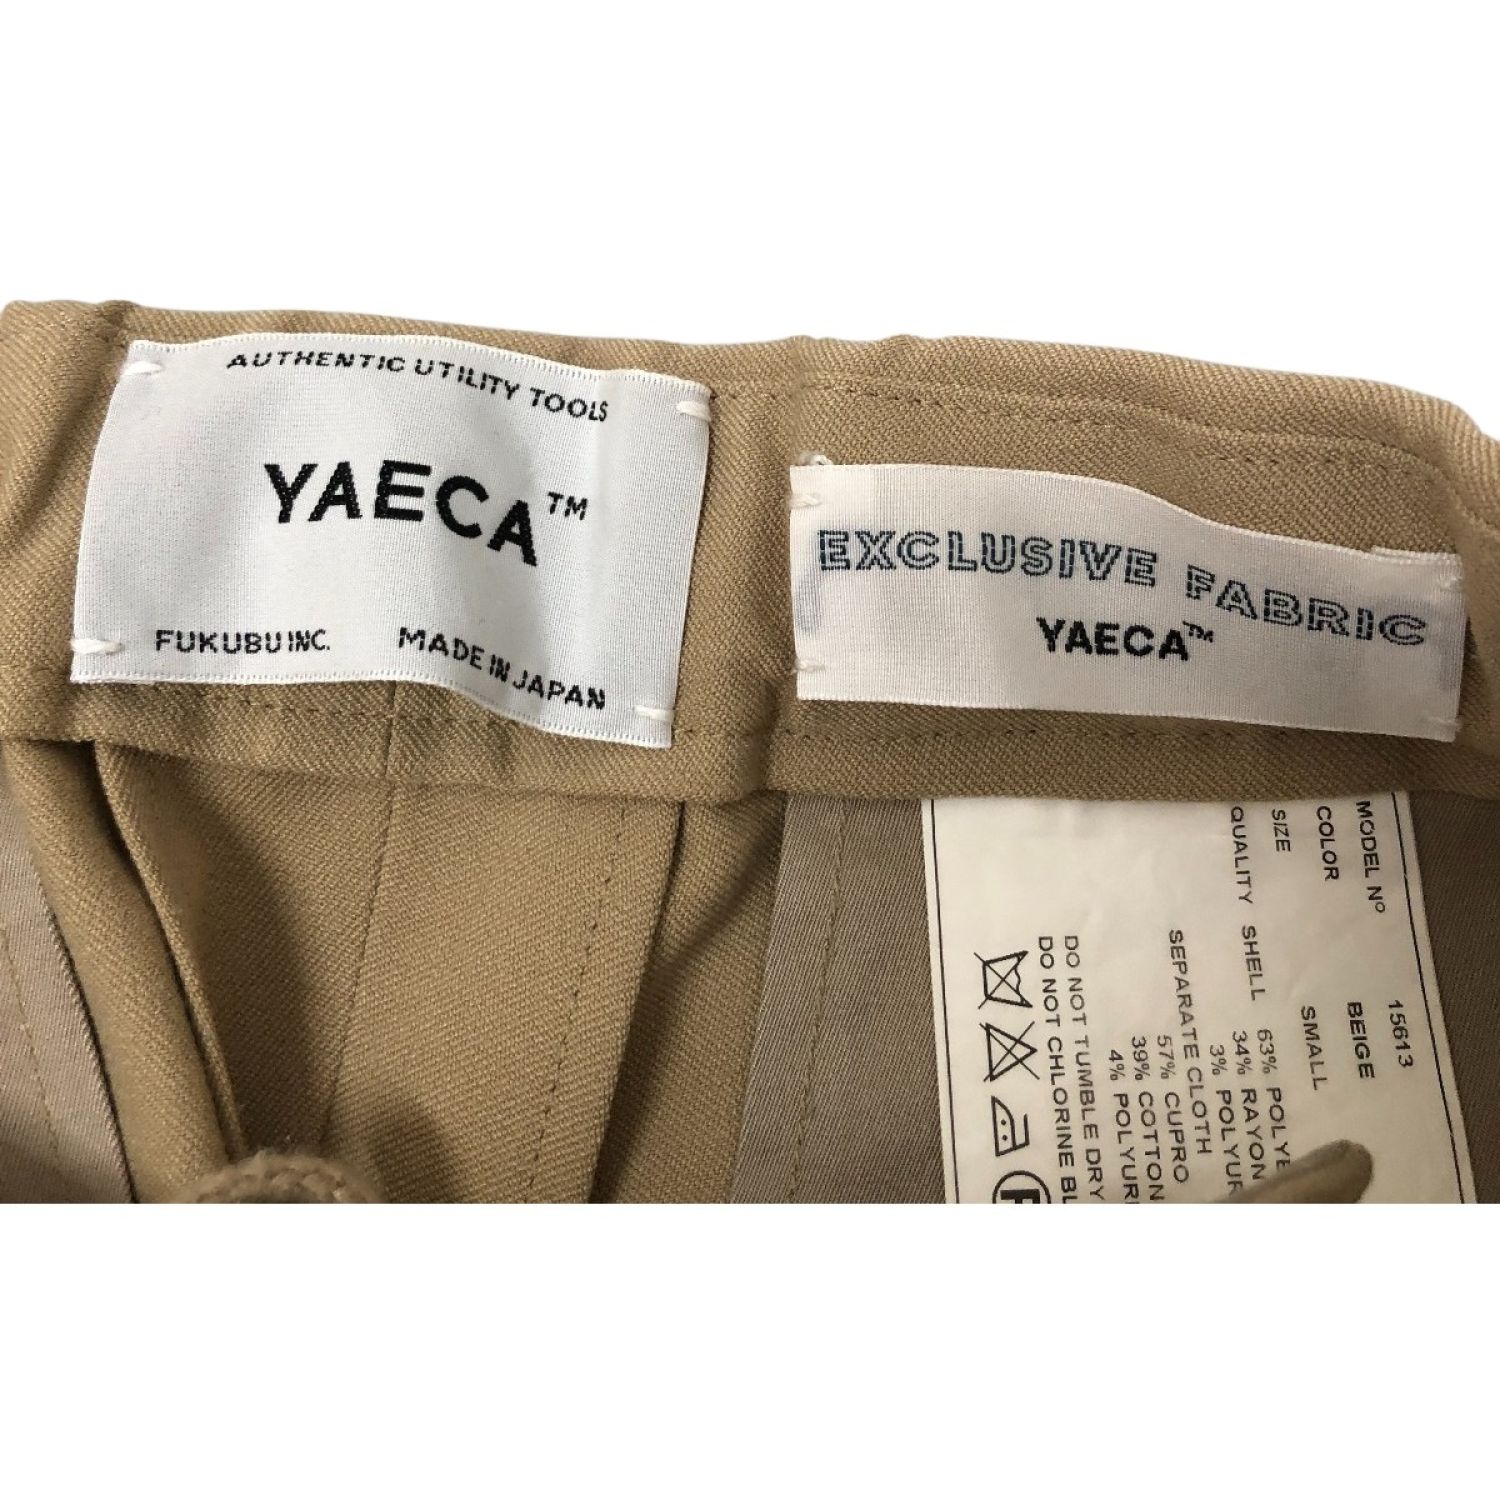 AUTHENTIC UTILITY TOOLS
YAECA™
FUKUBU INC. MADE IN JAPAN
EXCLUSIVE FABRIC
YAECA™
MODEL Nº 15613
COLOR BEIGE
SIZE SMALL
QUALITY SHELL 63% POLYE
34% RAYON
3% POLYUR
SEPARATE CLOTH
57% CUPRO
39% COTTON
4% POLYUR
DO NOT TUMBLE DRY
DO NOT CHLORINE BL